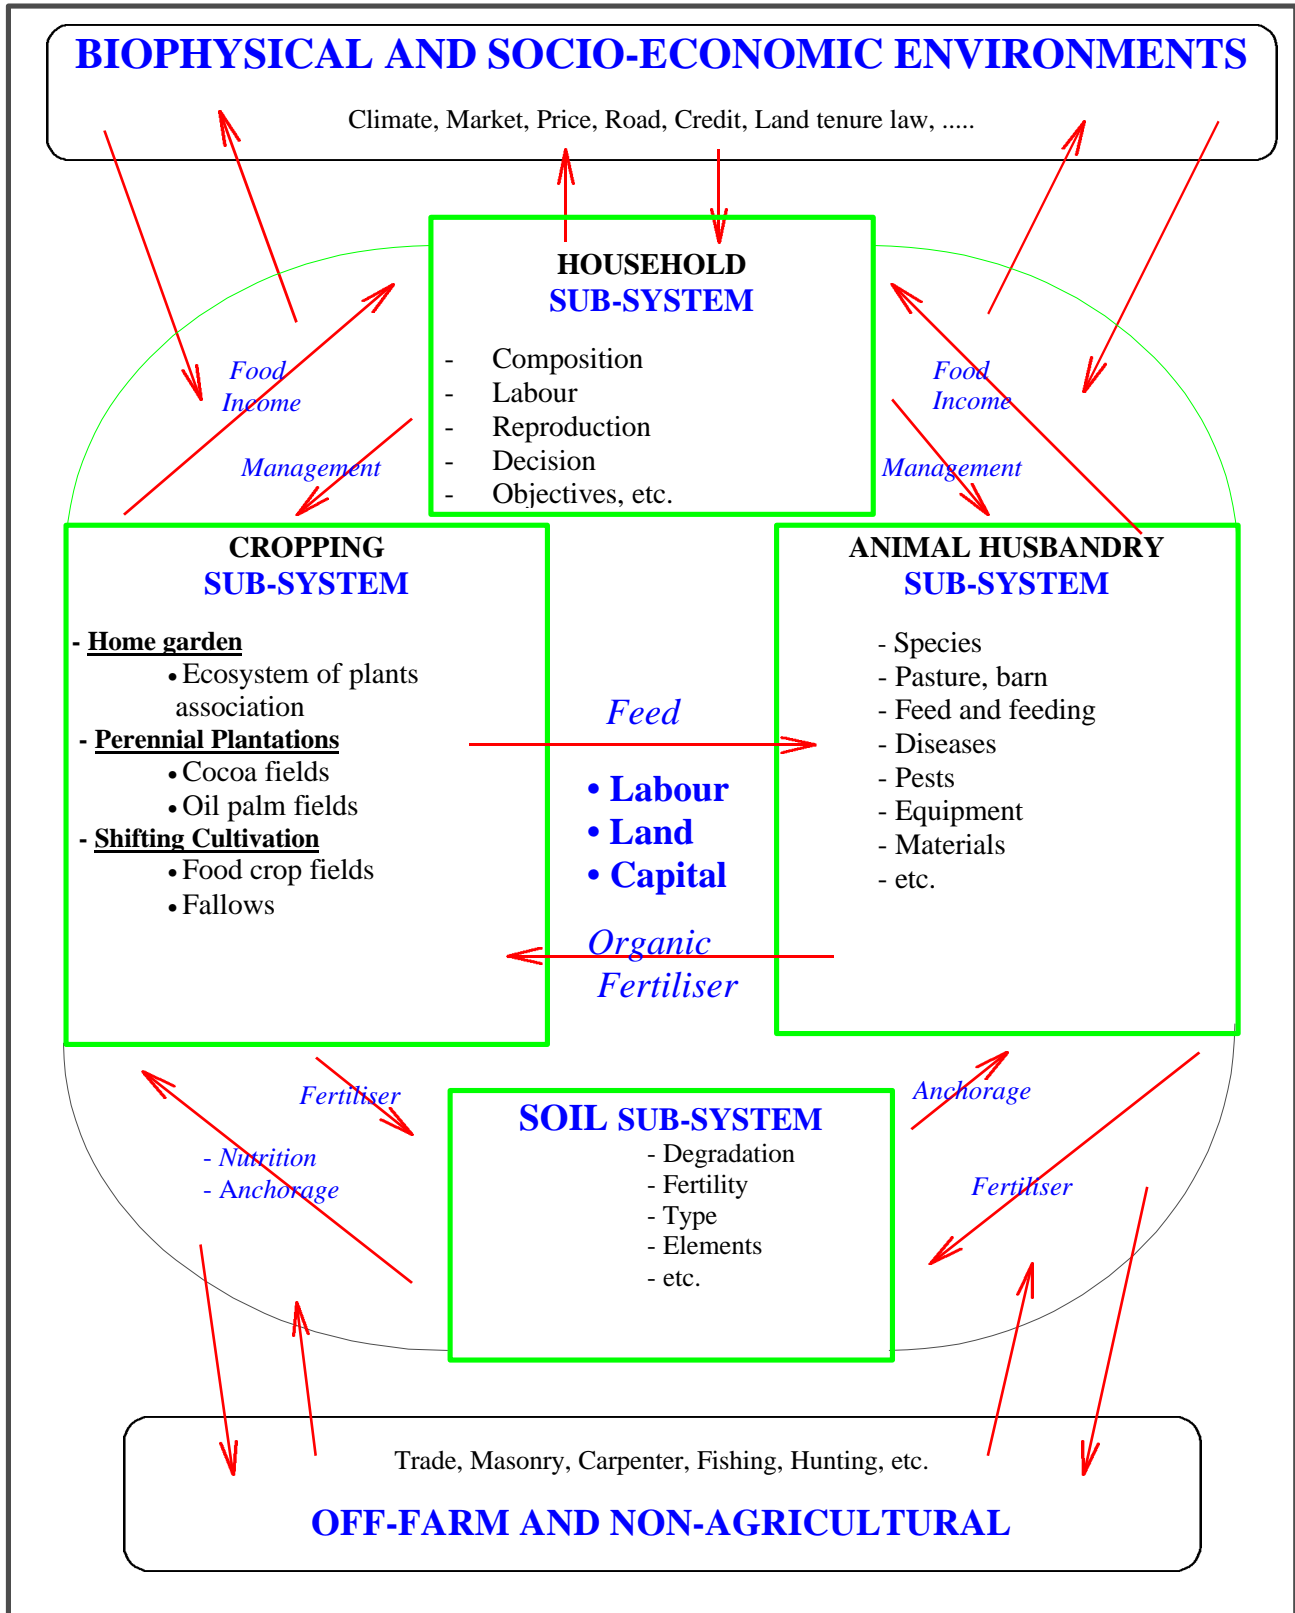 BIOPHYSICAL AND SOCIO-ECONOMIC ENVIRONMENTS
Climate, Market, Price, Road, Credit, Land tenure law, .....
HOUSEHOLD
SUB-SYSTEM
- Composition
- Labour
- Reproduction
- Decision
- Objectives, etc.
Food
Income
Management
Food
Income
Management
CROPPING
SUB-SYSTEM
- Home garden
• Ecosystem of plants
association
- Perennial Plantations
• Cocoa fields
• Oil palm fields
- Shifting Cultivation
• Food crop fields
• Fallows
Feed
• Labour
• Land
• Capital
Organic
Fertiliser
ANIMAL HUSBANDRY
SUB-SYSTEM
- Species
- Pasture, barn
- Feed and feeding
- Diseases
- Pests
- Equipment
- Materials
- etc.
Fertiliser
- Nutrition
- Anchorage
SOIL SUB-SYSTEM
- Degradation
- Fertility
- Type
- Elements
- etc.
Anchorage
Fertiliser
Trade, Masonry, Carpenter, Fishing, Hunting, etc.
OFF-FARM AND NON-AGRICULTURAL